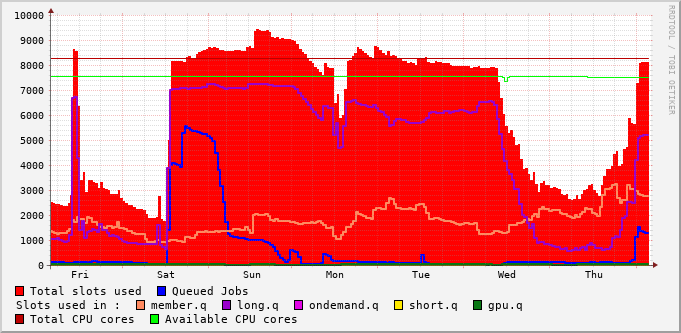 10000
9000
8000
7000
6000
5000
4000
3000
2000
1000
0
Fri Sat Sun Mon Tue Wed Thu
RRDTOOL / TOBI OETIKER
Total slots used Queued Jobs
Slots used in : member.q long.q ondemand.q short.q gpu.q
Total CPU cores Available CPU cores